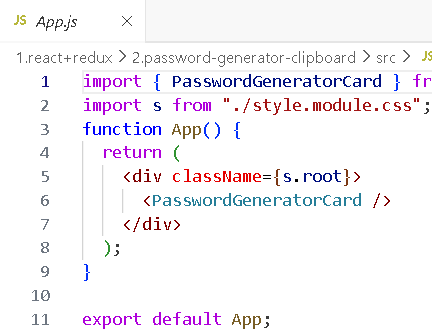 JS App.js
1.react+redux > 2.password-generator-clipboard > src > JS
1 import { PasswordGeneratorCard } fr
2 import s from "./style.module.css";
3 function App() {
4 return (
5 <div className={s.root}>
6 <PasswordGeneratorCard />
7 </div>
8 );
9 }
10
11 export default App;